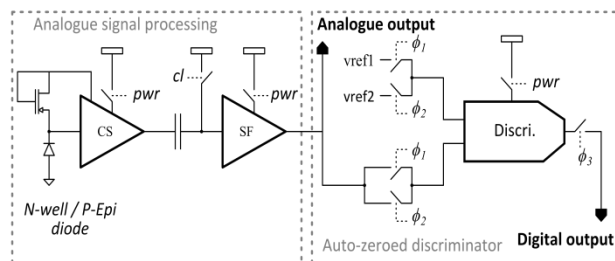 Analogue signal processing
Analogue output
cl
pwr
pwr
CS
SF
N-well / P-Epi
diode
ϕ1
vref1
vref2
ϕ2
pwr
Discri.
ϕ1
ϕ2
ϕ3
Digital output
Auto-zeroed discriminator